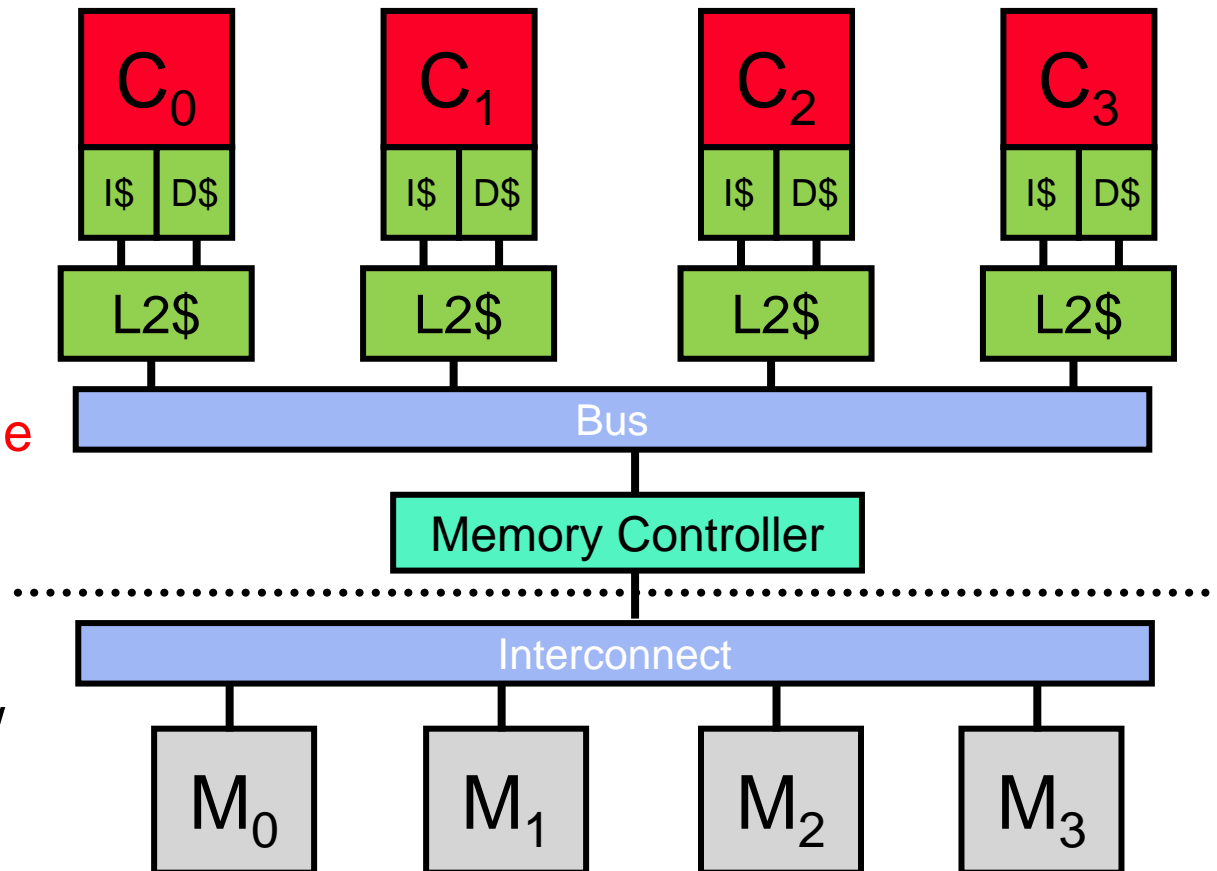 C0 C1 C2 C3
I$ D$ I$ D$ I$ D$ I$ D$
L2$ L2$ L2$ L2$
Bus
e
Memory Controller
Interconnect
M0 M1 M2 M3